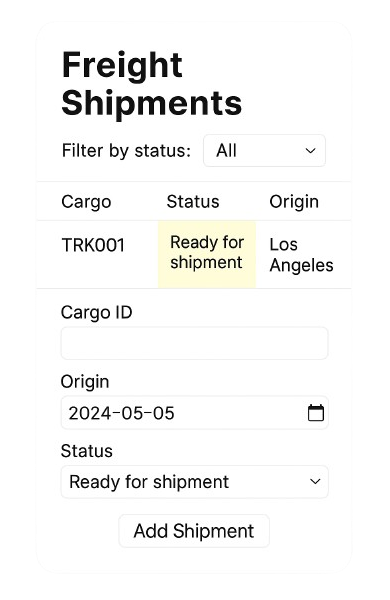 Freight
Shipments
Filter by status: All
Cargo Status Origin
TRK001 Ready for shipment Los Angeles
Cargo ID
Origin
2024-05-05
Status
Ready for shipment
Add Shipment